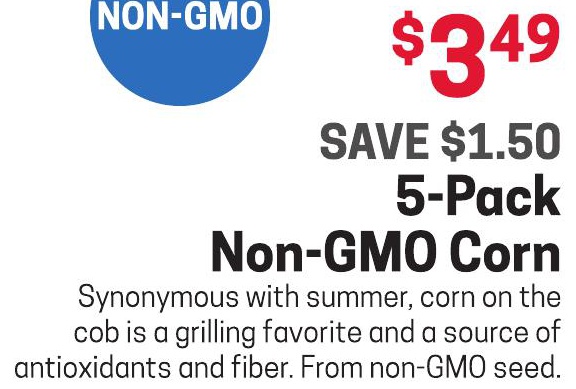 NON-GMO
$3.49
SAVE $1.50
5-Pack
Non-GMO Corn
Synonymous with summer, corn on the
cob is a grilling favorite and a source of
antioxidants and fiber. From non-GMO seed.